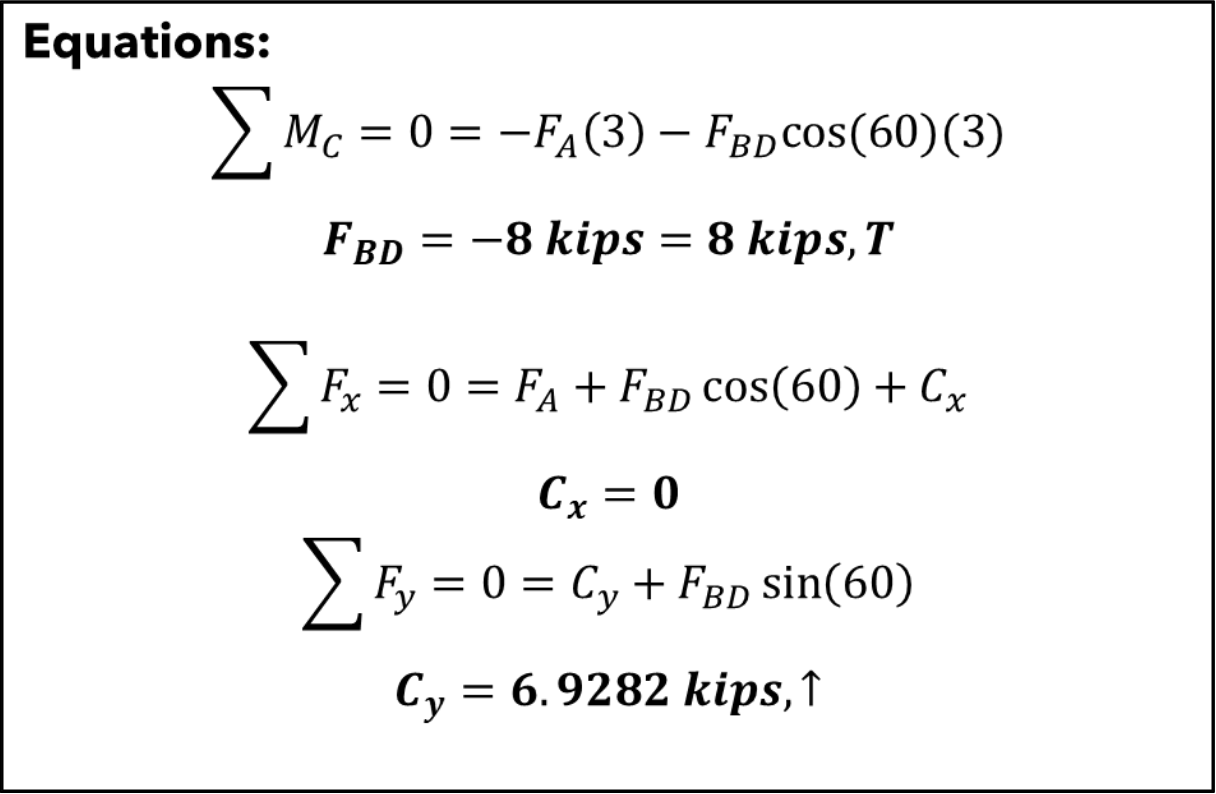 Equations:
∑ M_C = 0 = −F_A(3) − F_BD cos(60)(3)
F_BD = −8 kips = 8 kips, T
∑ F_x = 0 = F_A + F_BD cos(60) + C_x
C_x = 0
∑ F_y = 0 = C_y + F_BD sin(60)
C_y = 6.9282 kips, ↑